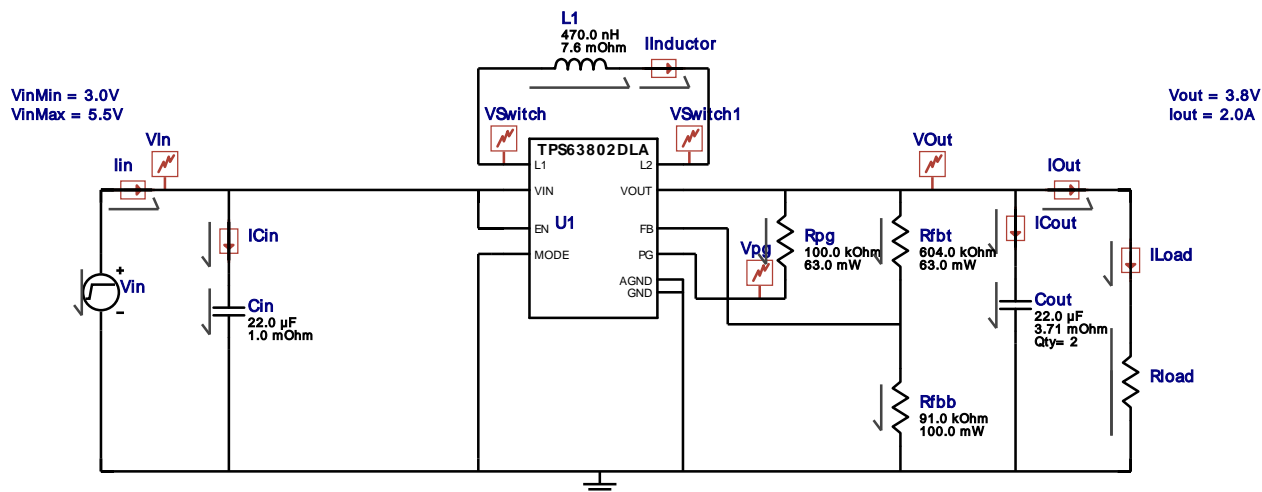 L1
470.0 nH
7.6 mOhm
IInductor
VinMin = 3.0V
VinMax = 5.5V
Vout = 3.8V
Iout = 2.0A
VSwitch
VSwitch1
TPS63802DLA
L1
L2
VIn
Iin
VOut
IOut
VIN
VOUT
EN
U1
FB
MODE
PG
AGND
GND
ICin
Vpg
Rpg
100.0 kOhm
63.0 mW
Rfbt
604.0 kOhm
63.0 mW
ICout
ILoad
+
Vin
-
Cin
22.0 µF
1.0 mOhm
Cout
22.0 µF
3.71 mOhm
Qty= 2
Rload
Rfbb
91.0 kOhm
100.0 mW